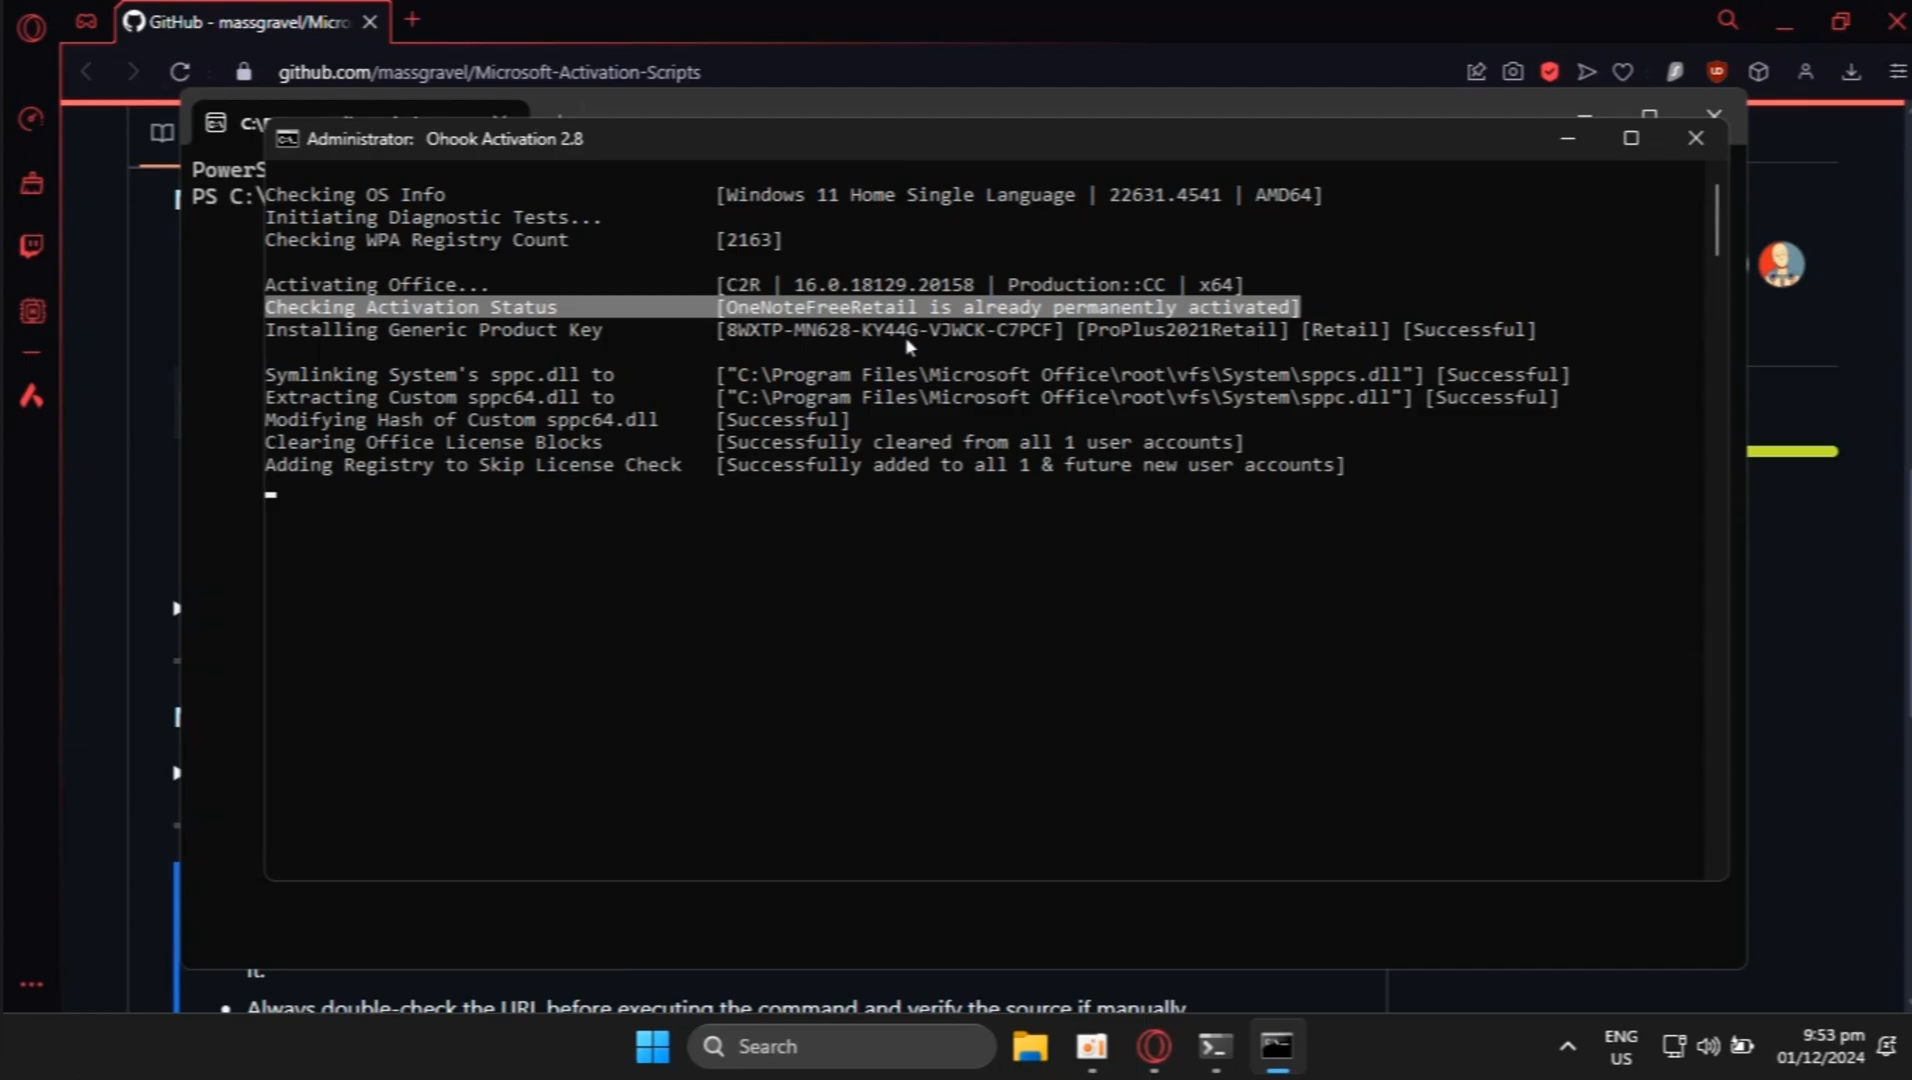 GitHub - massgravel/Micro
github.com/massgravel/Microsoft-Activation-Scripts
C:\
Administrator: Ohook Activation 2.8
PowerS
PS C:\
Checking OS Info [Windows 11 Home Single Language | 22631.4541 | AMD64]
Initiating Diagnostic Tests...
Checking WPA Registry Count [2163]
Activating Office... [C2R | 16.0.18129.20158 | Production::CC | x64]
Checking Activation Status [OneNoteFreeRetail is already permanently activated]
Installing Generic Product Key [8WXTP-MN628-KY44G-VJWCK-C7PCF] [ProPlus2021Retail] [Retail] [Successful]
Symlinking System's sppc.dll to ["C:\Program Files\Microsoft Office\root\vfs\System\sppcs.dll"] [Successful]
Extracting Custom sppc64.dll to ["C:\Program Files\Microsoft Office\root\vfs\System\sppc.dll"] [Successful]
Modifying Hash of Custom sppc64.dll [Successful]
Clearing Office License Blocks [Successfully cleared from all 1 user accounts]
Adding Registry to Skip License Check [Successfully added to all 1 & future new user accounts]
it.
• Always double-check the URL before executing the command and verify the source if manually
Search
ENG
US
9:53 pm
01/12/2024